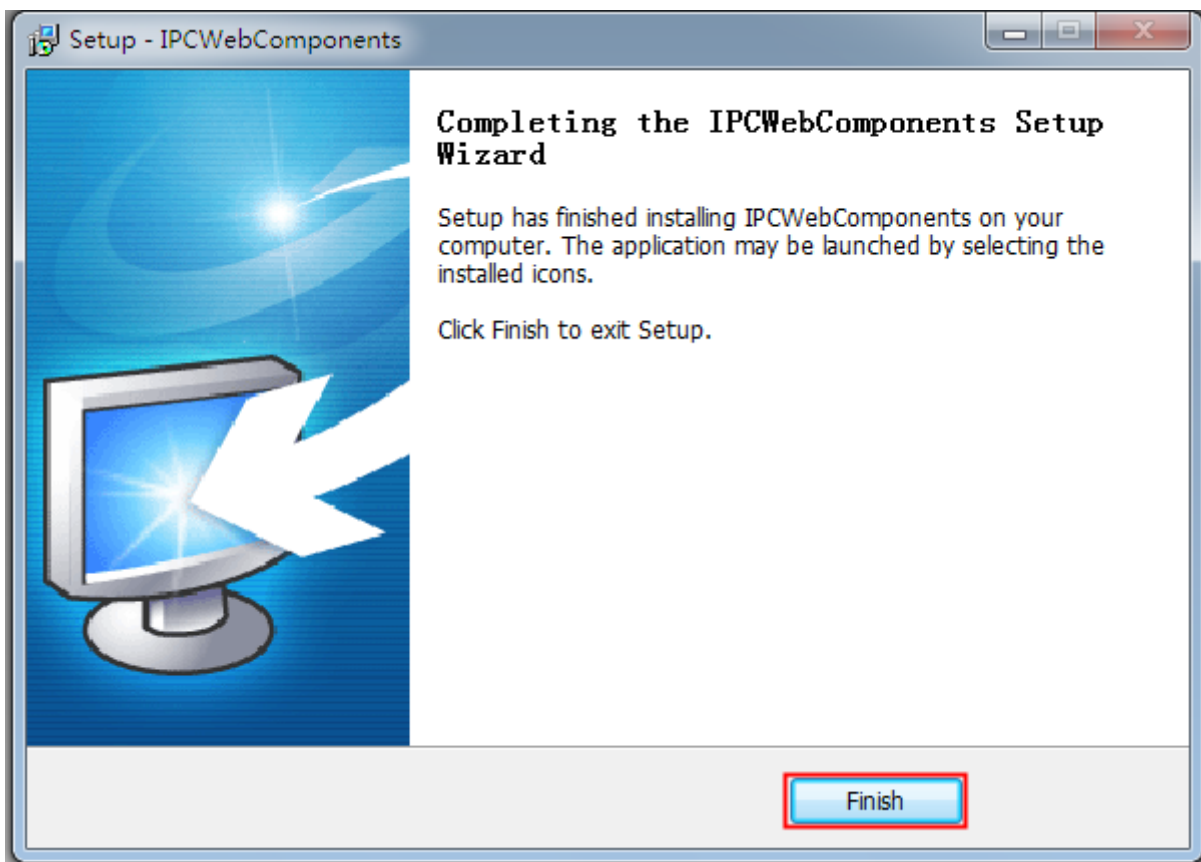 Setup - IPCWebComponents
Completing the IPCWebComponents Setup
Wizard
Setup has finished installing IPCWebComponents on your
computer. The application may be launched by selecting the
installed icons.
Click Finish to exit Setup.
Finish